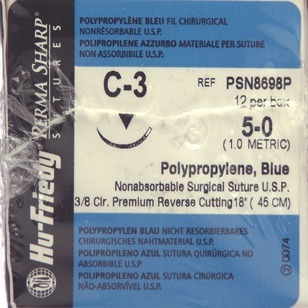 POLYPROPYLÈNE BLEU FIL CHIRURGICAL
NONRÉSORBABLE U.S.P.
POLIPROPILENE AZZURRO MATERIALE PER SUTURE
NON ASSIBILE U.S.P.
C-3
REF PSN8698P
12 per box
5-0
(1.0 METRIC)
Polypropylene, Blue
Nonabsorbable Surgical Suture U.S.P.
3/8 Cir. Premium Reverse Cutting 18" ( 45 CM)
POLYPROPYLEN BLAU NICHT RESORBIERBARES
CHIRURGISCHES NAHTMATERIAL U.S.P.
POLIPROPILENO AZUL SUTURA QUIRÚRGICA NO
ABSORBIBLE U.S.P.
POLIPROPILENO AZUL SUTURA CIRÚRGICA
NÃO-ABSORVÍVEL U.S.P.
0074
Hu-Friedy
PERMA SHARP
SUTURES